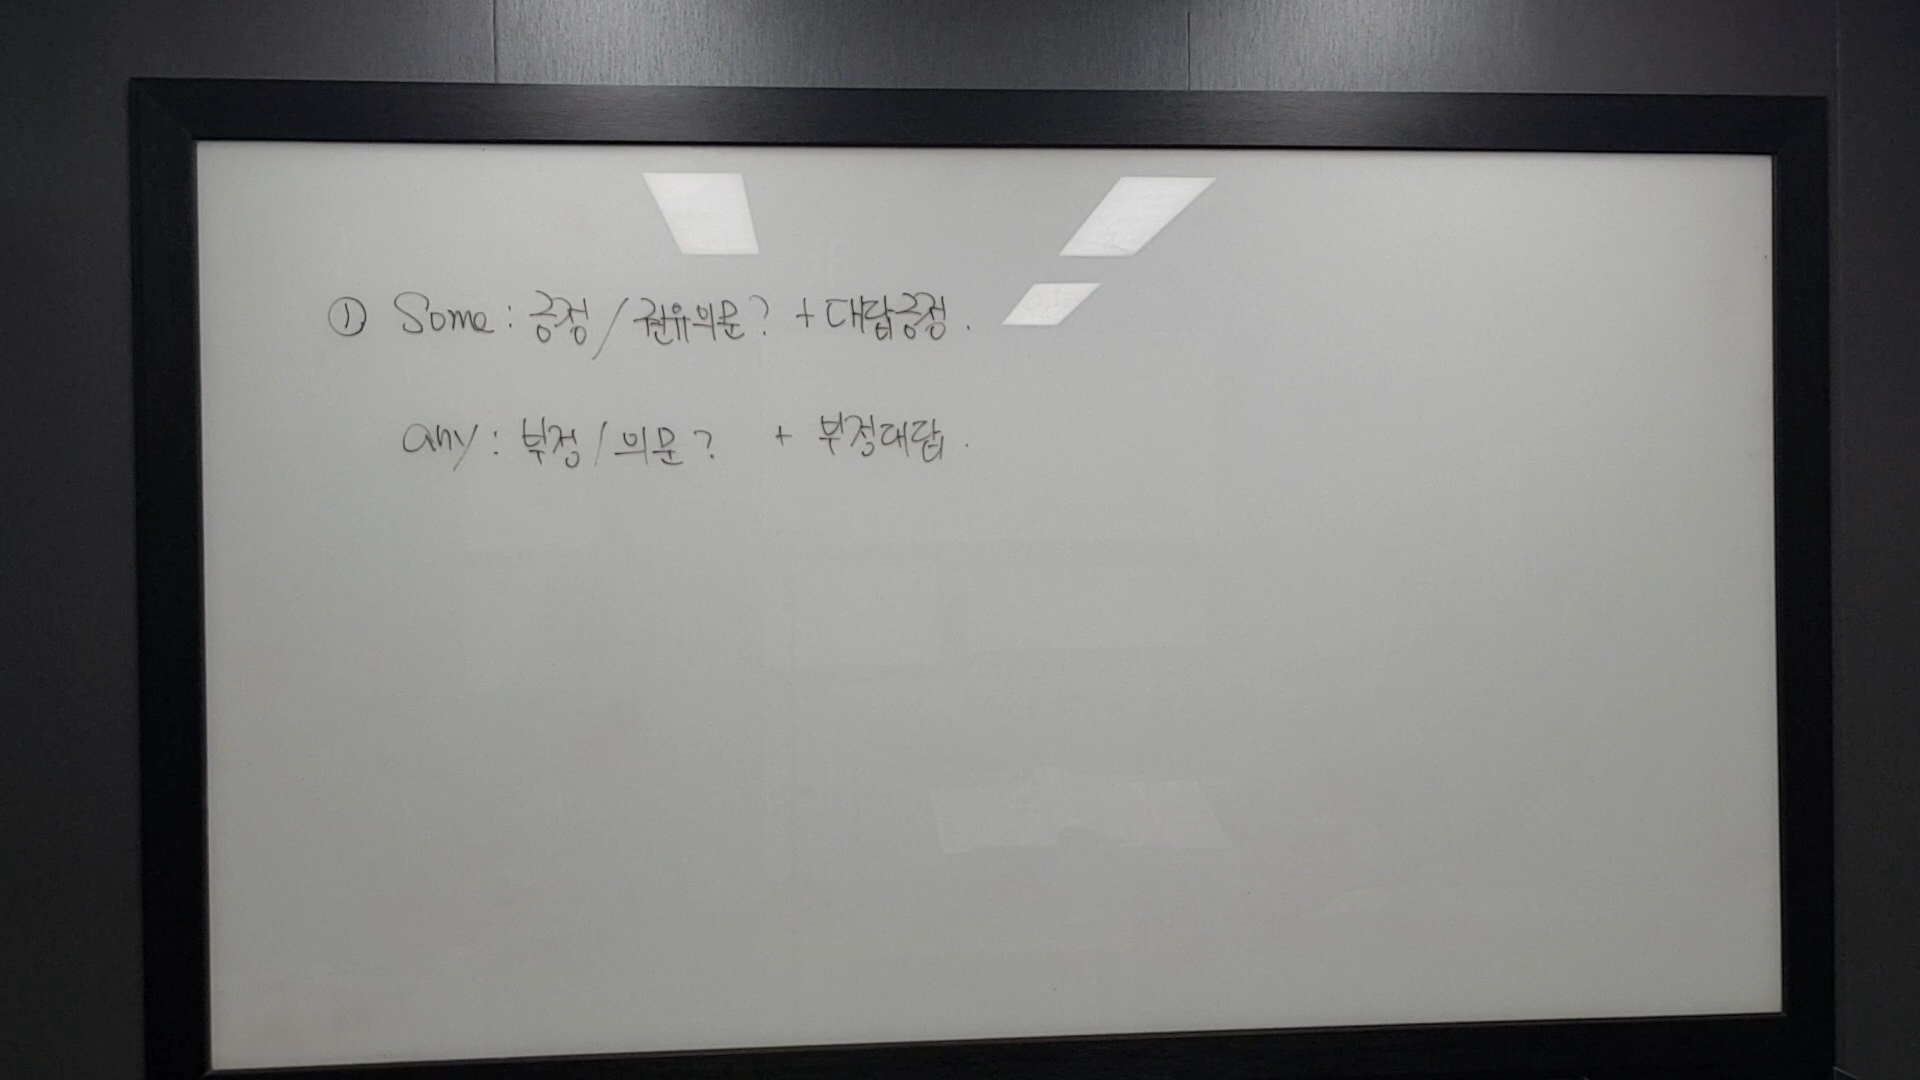 ① Some : 긍정 / 권유의문? + 대답긍정.
any : 부정 / 의문? + 부정대답.